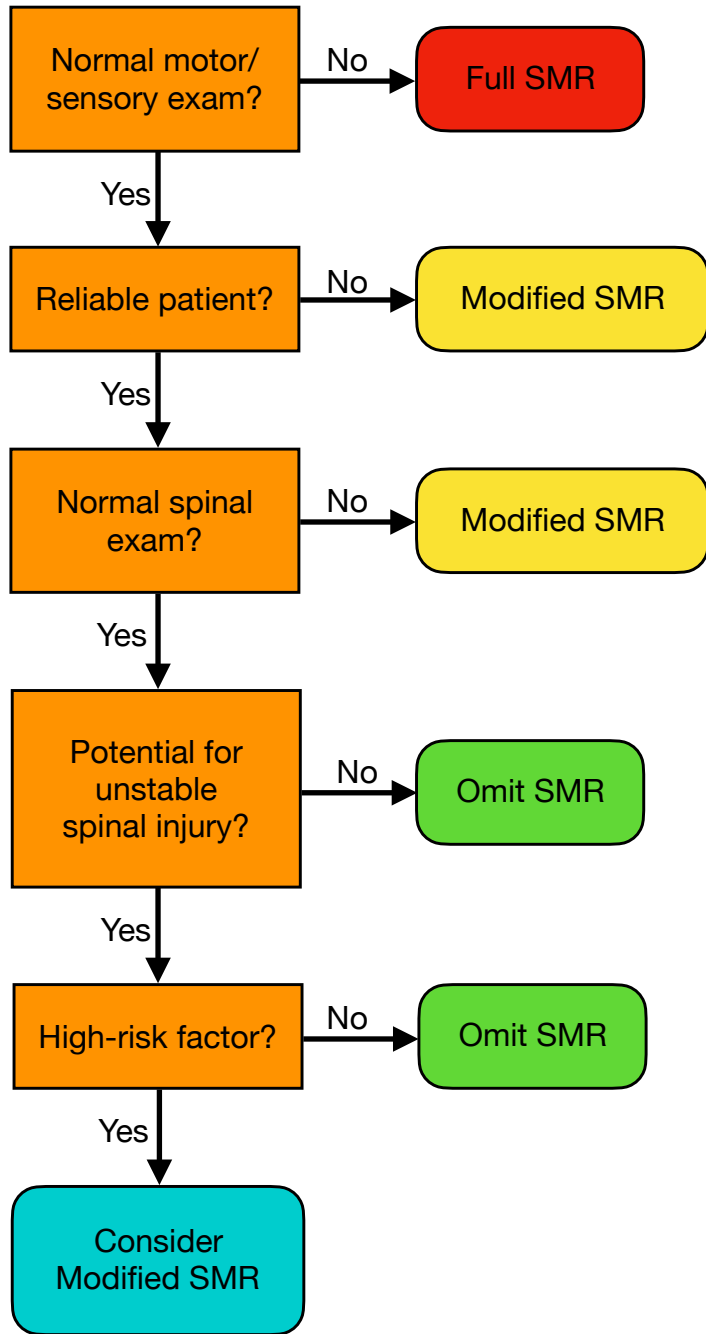 Normal motor/
sensory exam?
No
Full SMR
Yes
Reliable patient?
No
Modified SMR
Yes
Normal spinal
exam?
No
Modified SMR
Yes
Potential for
unstable
spinal injury?
No
Omit SMR
Yes
High-risk factor?
No
Omit SMR
Yes
Consider
Modified SMR